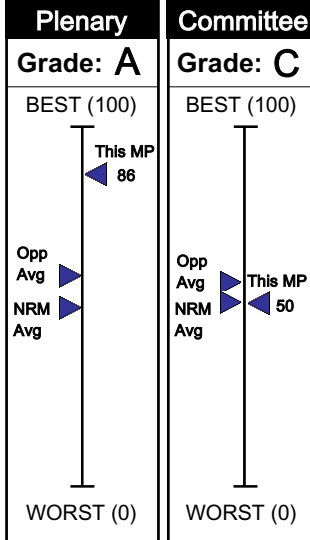 Plenary
Grade: A
BEST (100)
This MP
86
Opp
Avg
NRM
Avg
WORST (0)
Committee
Grade: C
BEST (100)
Opp
Avg
This MP
50
NRM
Avg
WORST (0)